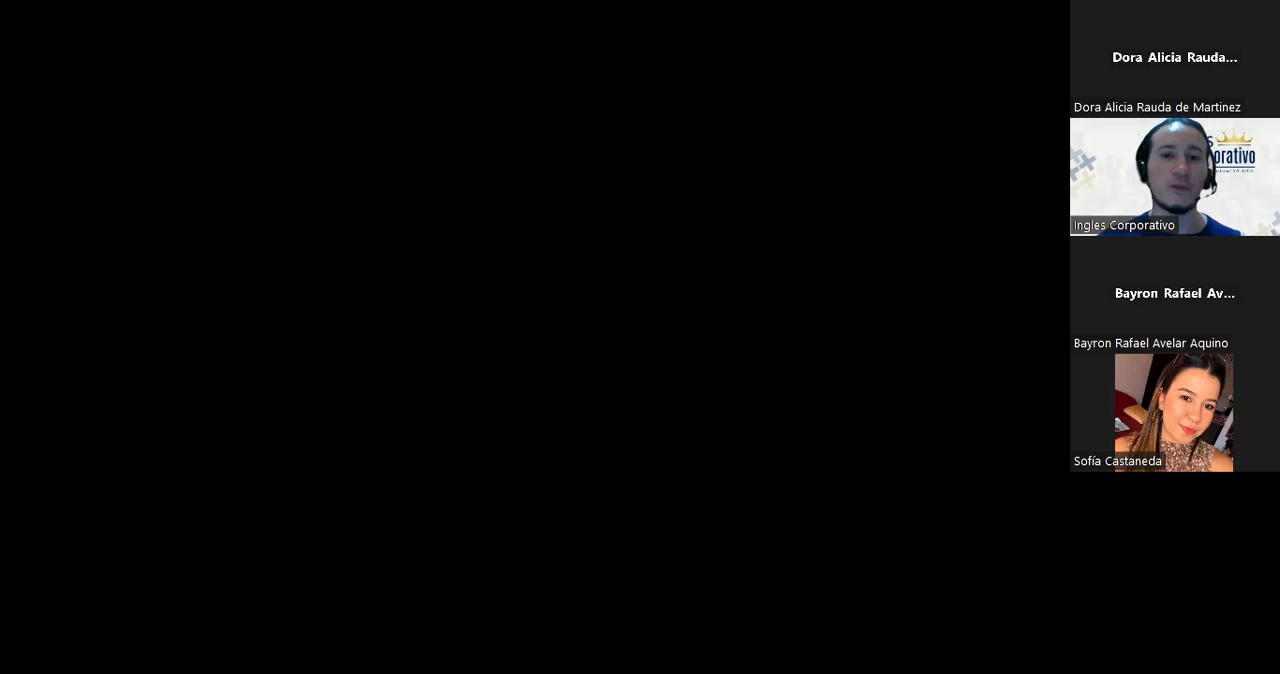 Dora Alicia Rauda...
Dora Alicia Rauda de Martinez
s
orativo
Ingles Corporativo
Bayron Rafael Av...
Bayron Rafael Avelar Aquino
Sofía Castaneda